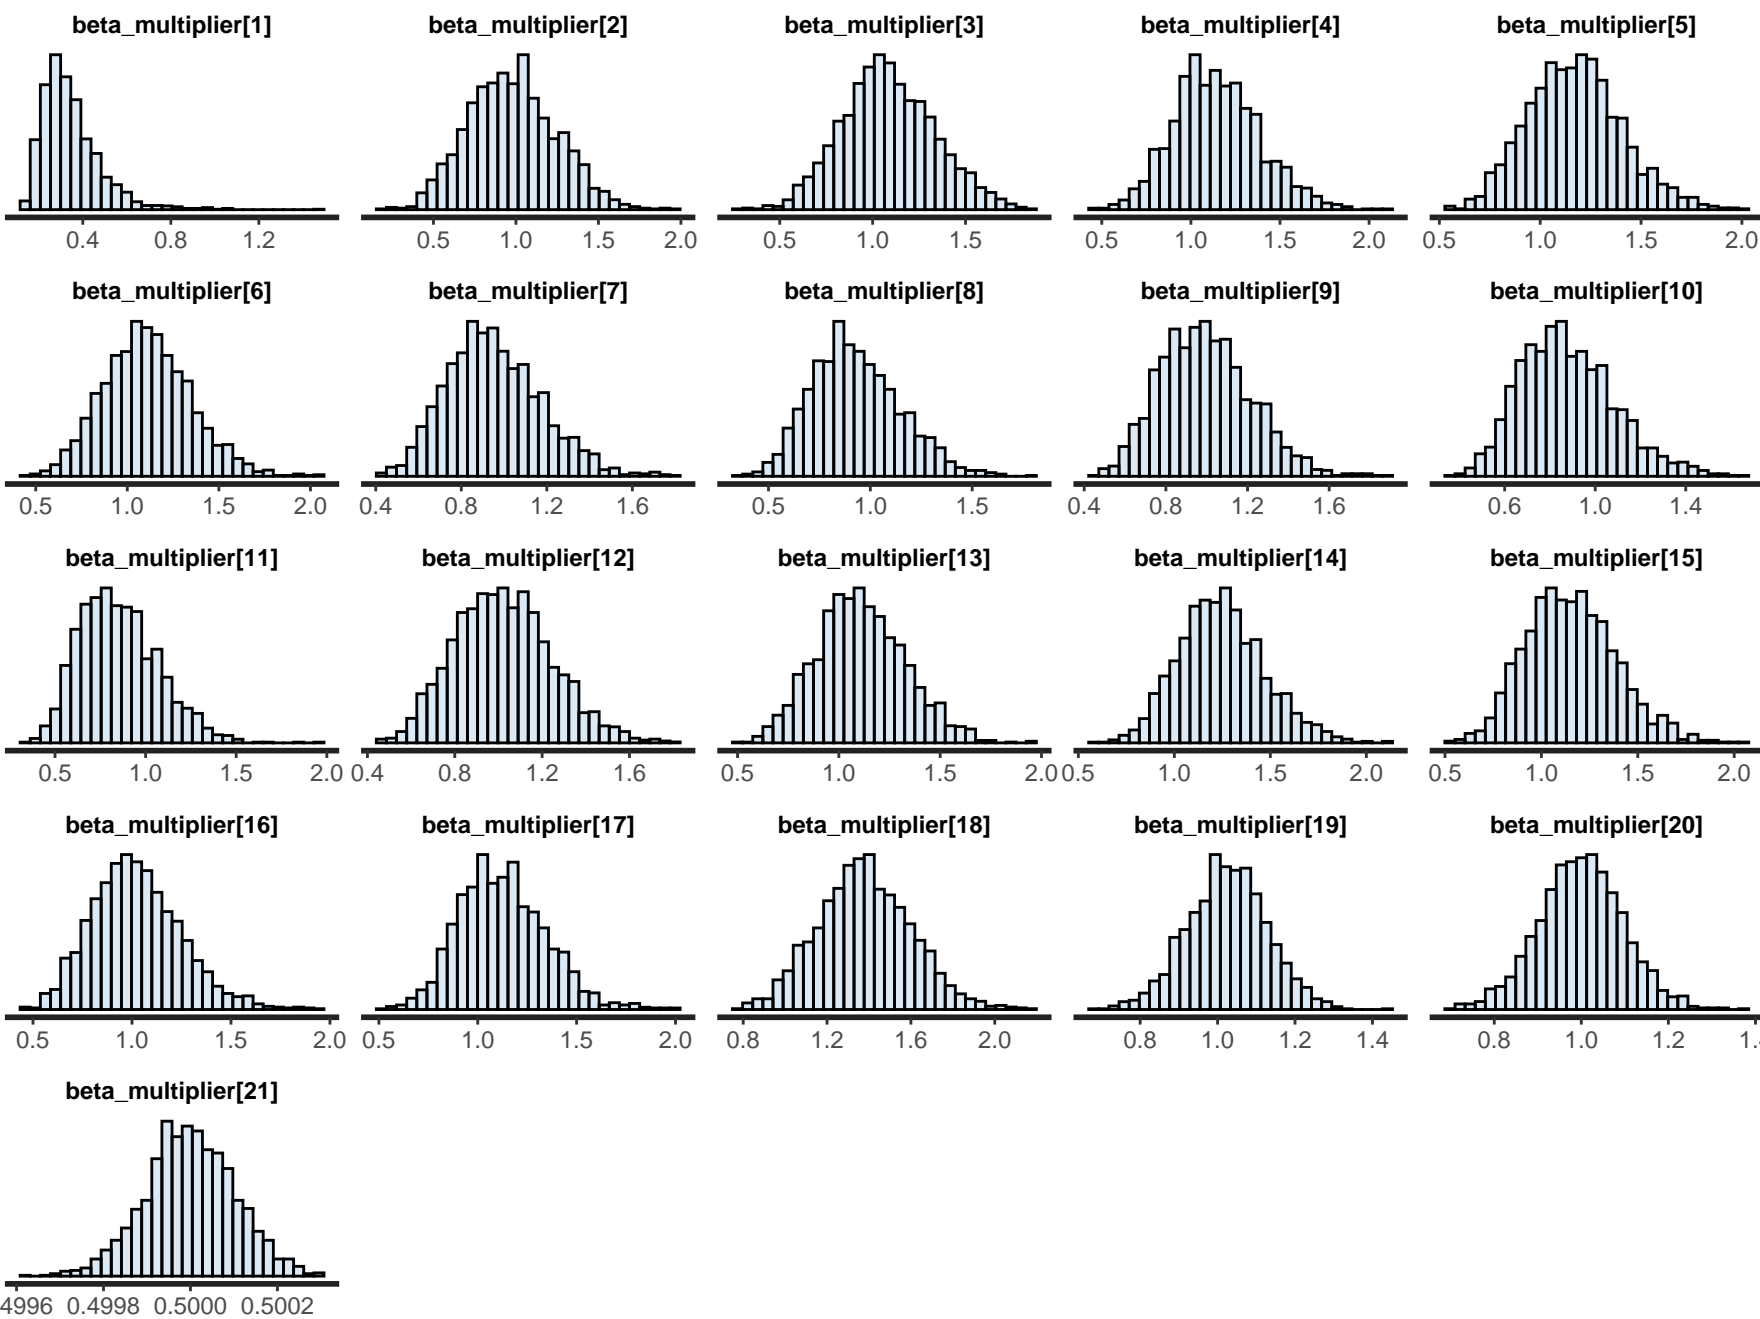 beta_multiplier[1] beta_multiplier[2] beta_multiplier[3] beta_multiplier[4] beta_multiplier[5]
0.4 0.8 1.2 0.5 1.0 1.5 2.0 0.5 1.0 1.5 0.5 1.0 1.5 2.0 0.5 1.0 1.5 2.0
beta_multiplier[6] beta_multiplier[7] beta_multiplier[8] beta_multiplier[9] beta_multiplier[10]
0.5 1.0 1.5 2.0 0.4 0.8 1.2 1.6 0.5 1.0 1.5 0.4 0.8 1.2 1.6 0.6 1.0 1.4
beta_multiplier[11] beta_multiplier[12] beta_multiplier[13] beta_multiplier[14] beta_multiplier[15]
0.5 1.0 1.5 2.0 0.4 0.8 1.2 1.6 0.5 1.0 1.5 2.0 0.5 1.0 1.5 2.0 0.5 1.0 1.5 2.0
beta_multiplier[16] beta_multiplier[17] beta_multiplier[18] beta_multiplier[19] beta_multiplier[20]
0.5 1.0 1.5 2.0 0.5 1.0 1.5 2.0 0.8 1.2 1.6 2.0 0.8 1.0 1.2 1.4 0.8 1.0 1.2
beta_multiplier[21]
4996 0.4998 0.5000 0.5002